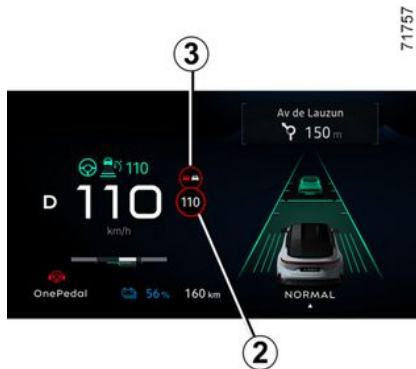 71757
3
Av de Lauzun
150 m
110
D 110 110
km/h
OnePedal 56% 160 km NORMAL
2